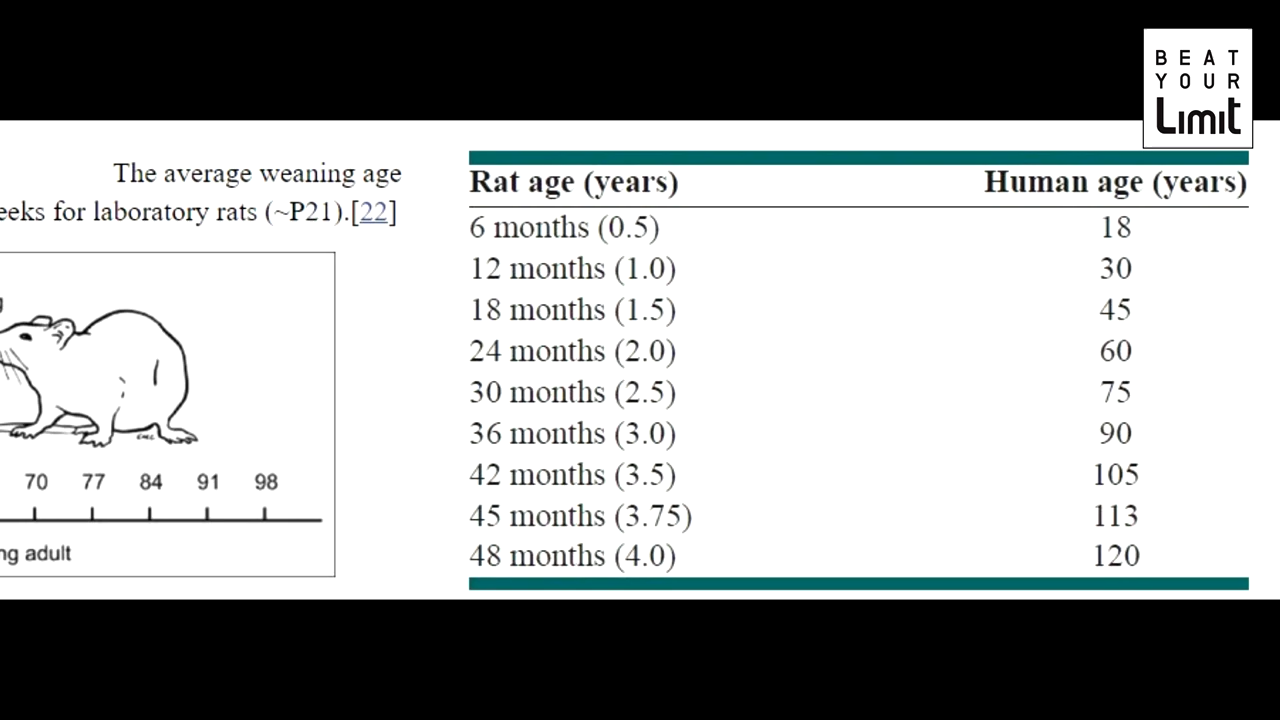 BEAT
YOUR
Limit
The average weaning age
eeks for laboratory rats (~P21).[22]
70 77 84 91 98
ng adult
Rat age (years) Human age (years)
6 months (0.5) 18
12 months (1.0) 30
18 months (1.5) 45
24 months (2.0) 60
30 months (2.5) 75
36 months (3.0) 90
42 months (3.5) 105
45 months (3.75) 113
48 months (4.0) 120